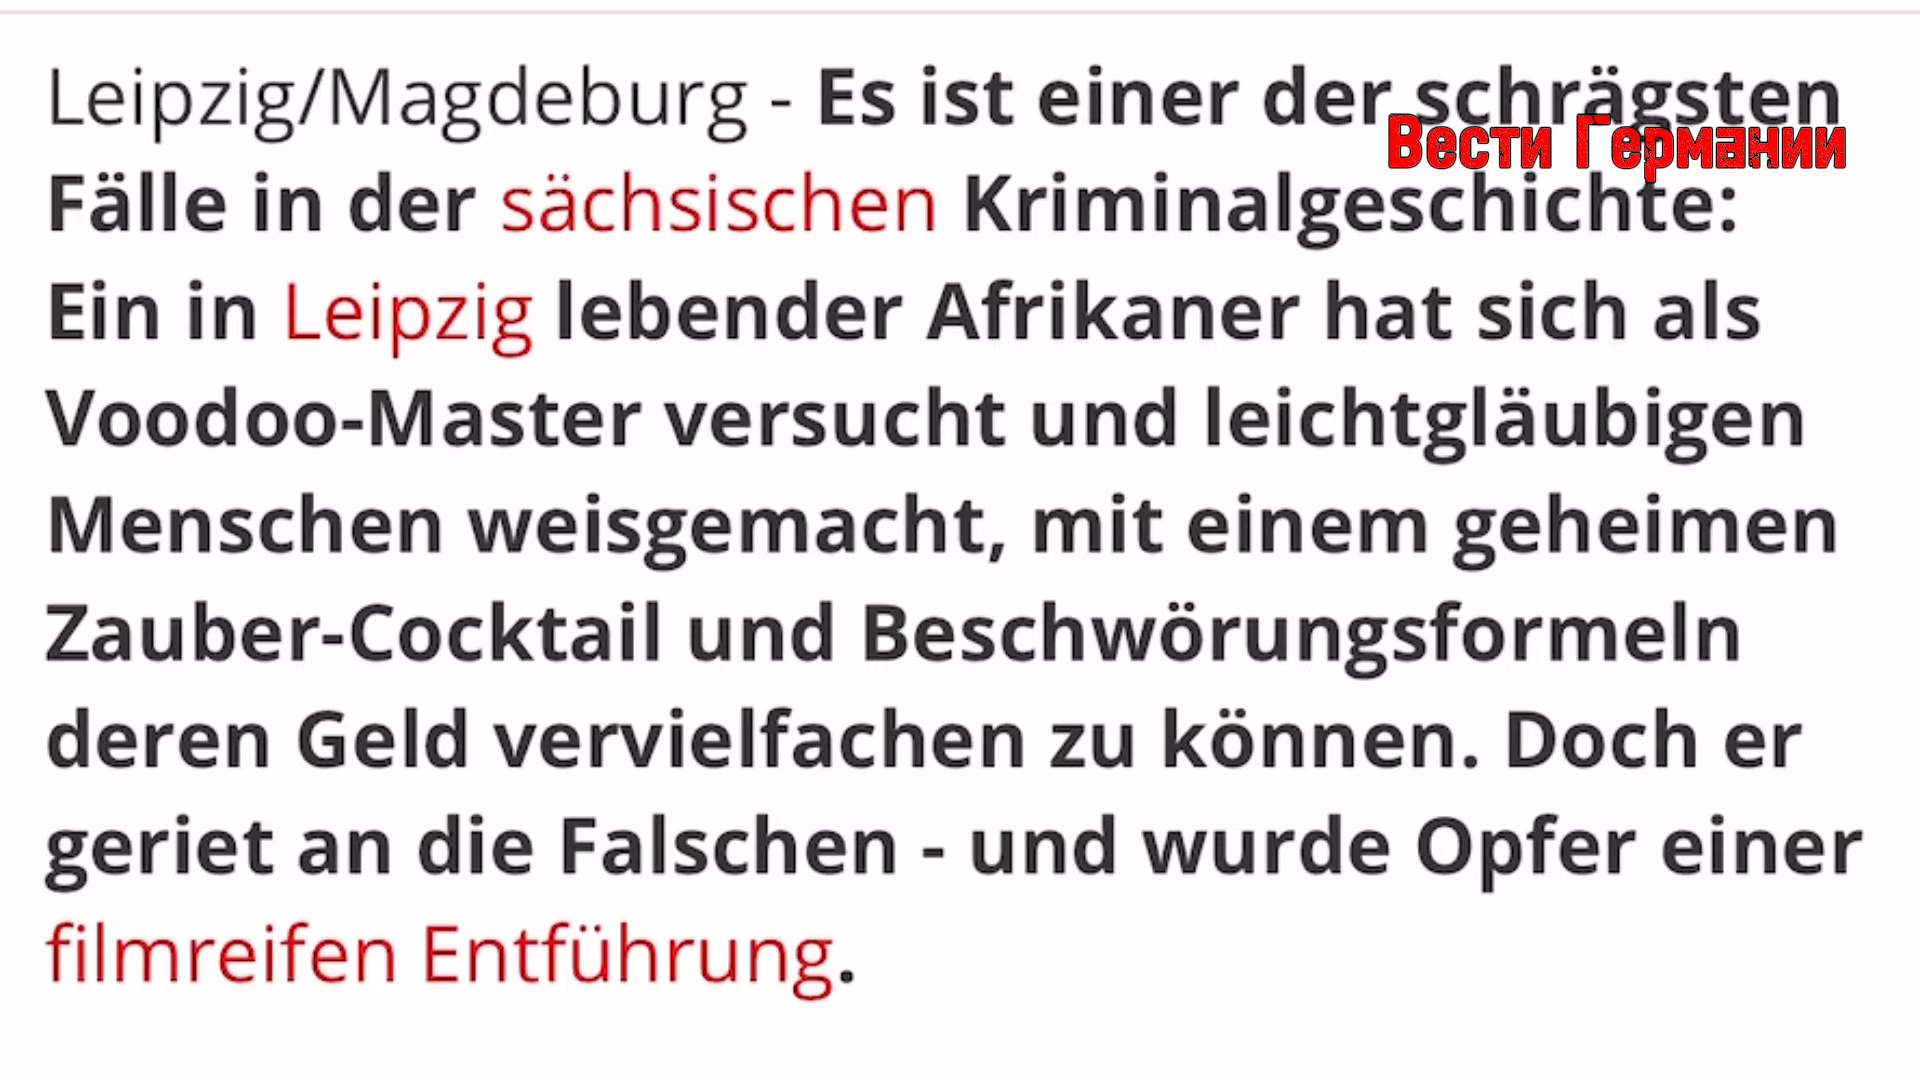 Leipzig/Magdeburg - Es ist einer der schrägsten
Вести Германии
Fälle in der sächsischen Kriminalgeschichte:
Ein in Leipzig lebender Afrikaner hat sich als
Voodoo-Master versucht und leichtgläubigen
Menschen weisgemacht, mit einem geheimen
Zauber-Cocktail und Beschwörungsformeln
deren Geld vervielfachen zu können. Doch er
geriet an die Falschen - und wurde Opfer einer
filmreifen Entführung.